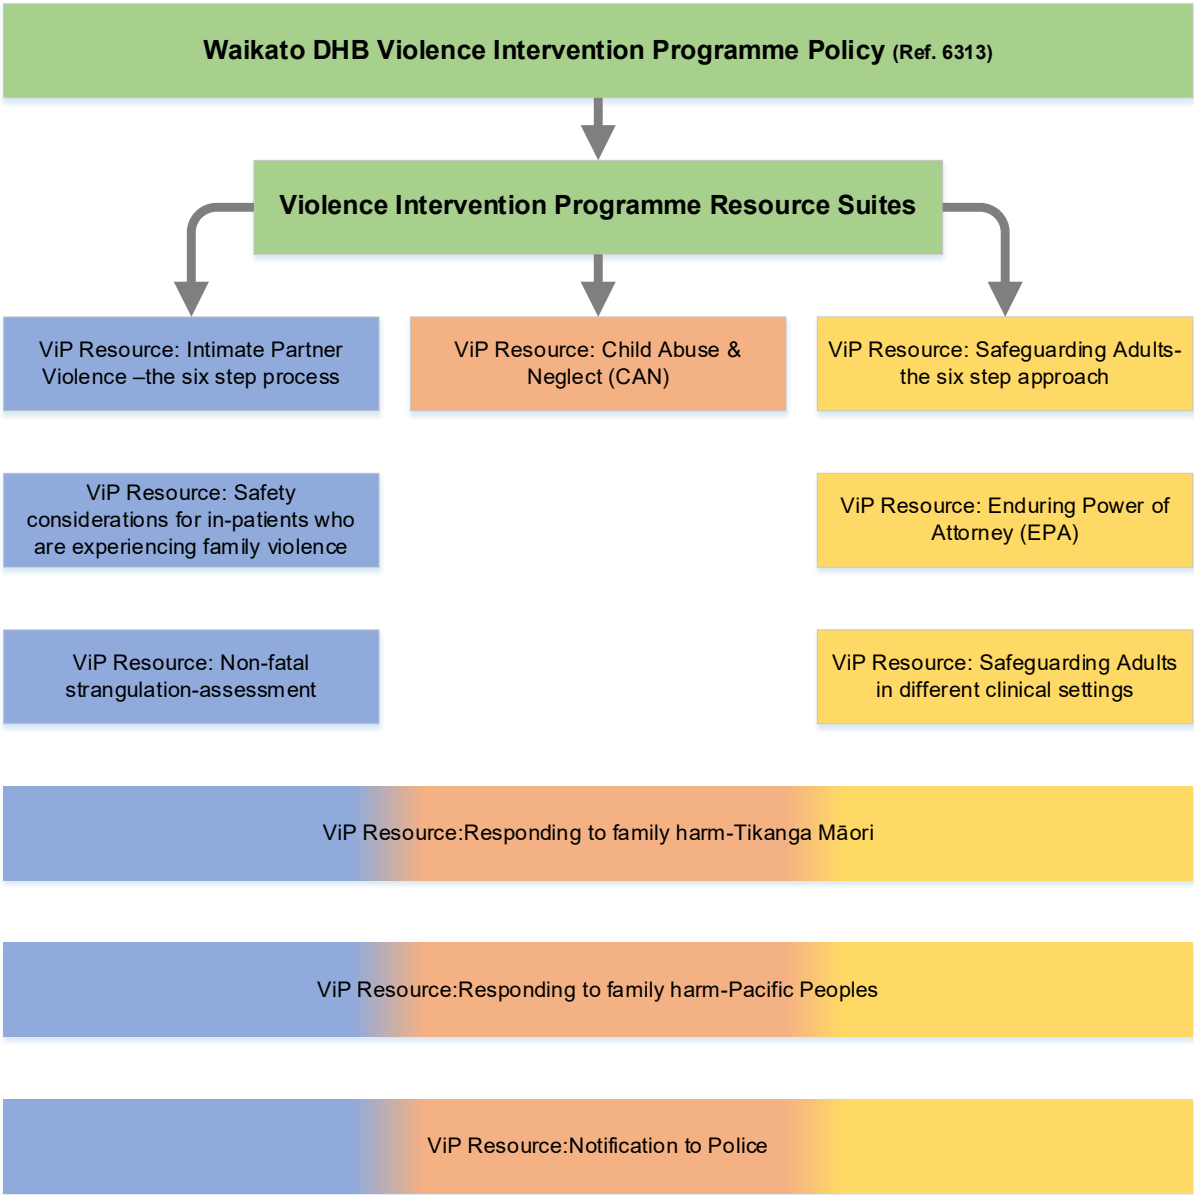 Waikato DHB Violence Intervention Programme Policy (Ref. 6313)
Violence Intervention Programme Resource Suites
ViP Resource: Intimate Partner
Violence –the six step process
ViP Resource: Child Abuse &
Neglect (CAN)
ViP Resource: Safeguarding Adults-
the six step approach
ViP Resource: Safety
considerations for in-patients who
are experiencing family violence
ViP Resource: Enduring Power of
Attorney (EPA)
ViP Resource: Non-fatal
strangulation-assessment
ViP Resource: Safeguarding Adults
in different clinical settings
ViP Resource:Responding to family harm-Tikanga Māori
ViP Resource:Responding to family harm-Pacific Peoples
ViP Resource:Notification to Police